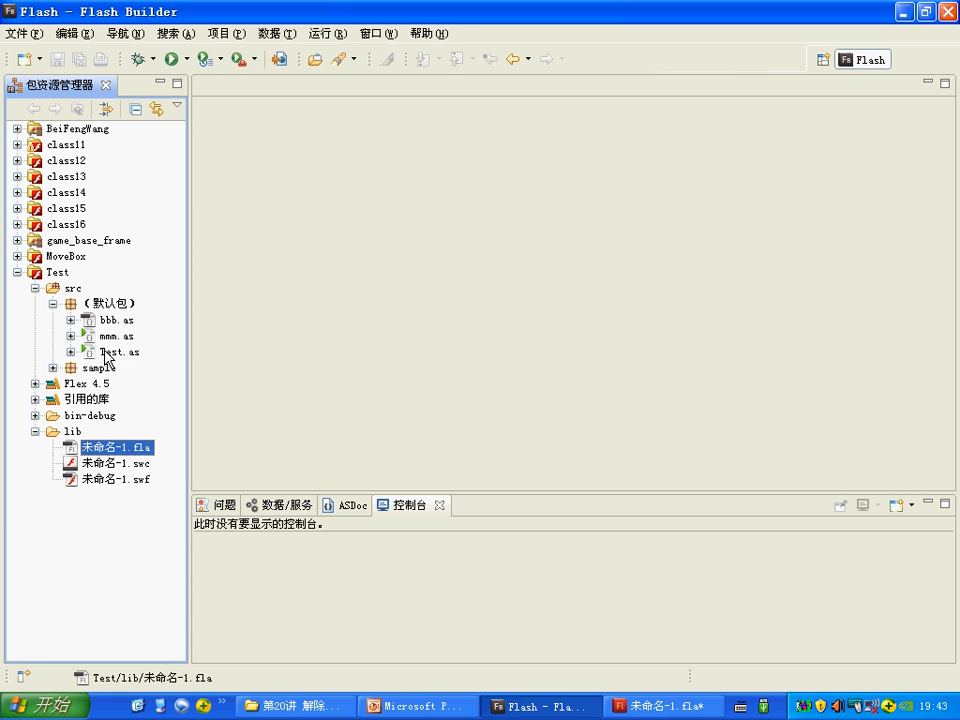 Flash - Flash Builder
文件(F) 编辑(E) 导航(N) 搜索(A) 项目(P) 数据(T) 运行(R) 窗口(W) 帮助(H)
Flash
包资源管理器
BeiFengWang
class11
class12
class13
class14
class15
class16
game_base_frame
MoveBox
Test
src
(默认包)
bbb.as
mmm.as
Test.as
sample
Flex 4.5
引用的库
bin-debug
lib
未命名-1.fla
未命名-1.swc
未命名-1.swf
问题 数据/服务 ASDoc 控制台
此时没有要显示的控制台。
Test/lib/未命名-1.fla
开始 第20讲 解除... Microsoft P... Flash - Fla... 未命名-1.fla* 19:43